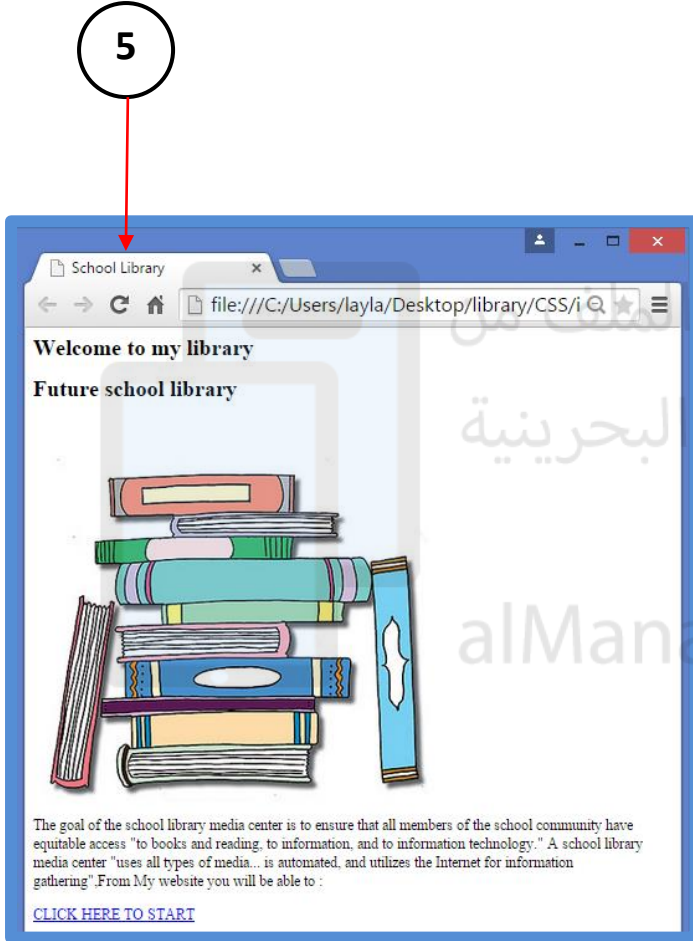 5
School Library
file:///C:/Users/layla/Desktop/library/CSS/i
Welcome to my library
لملف من
Future school library
البحرينية
alMana
The goal of the school library media center is to ensure that all members of the school community have
equitable access "to books and reading, to information, and to information technology." A school library
media center "uses all types of media... is automated, and utilizes the Internet for information
gathering",From My website you will be able to :
CLICK HERE TO START